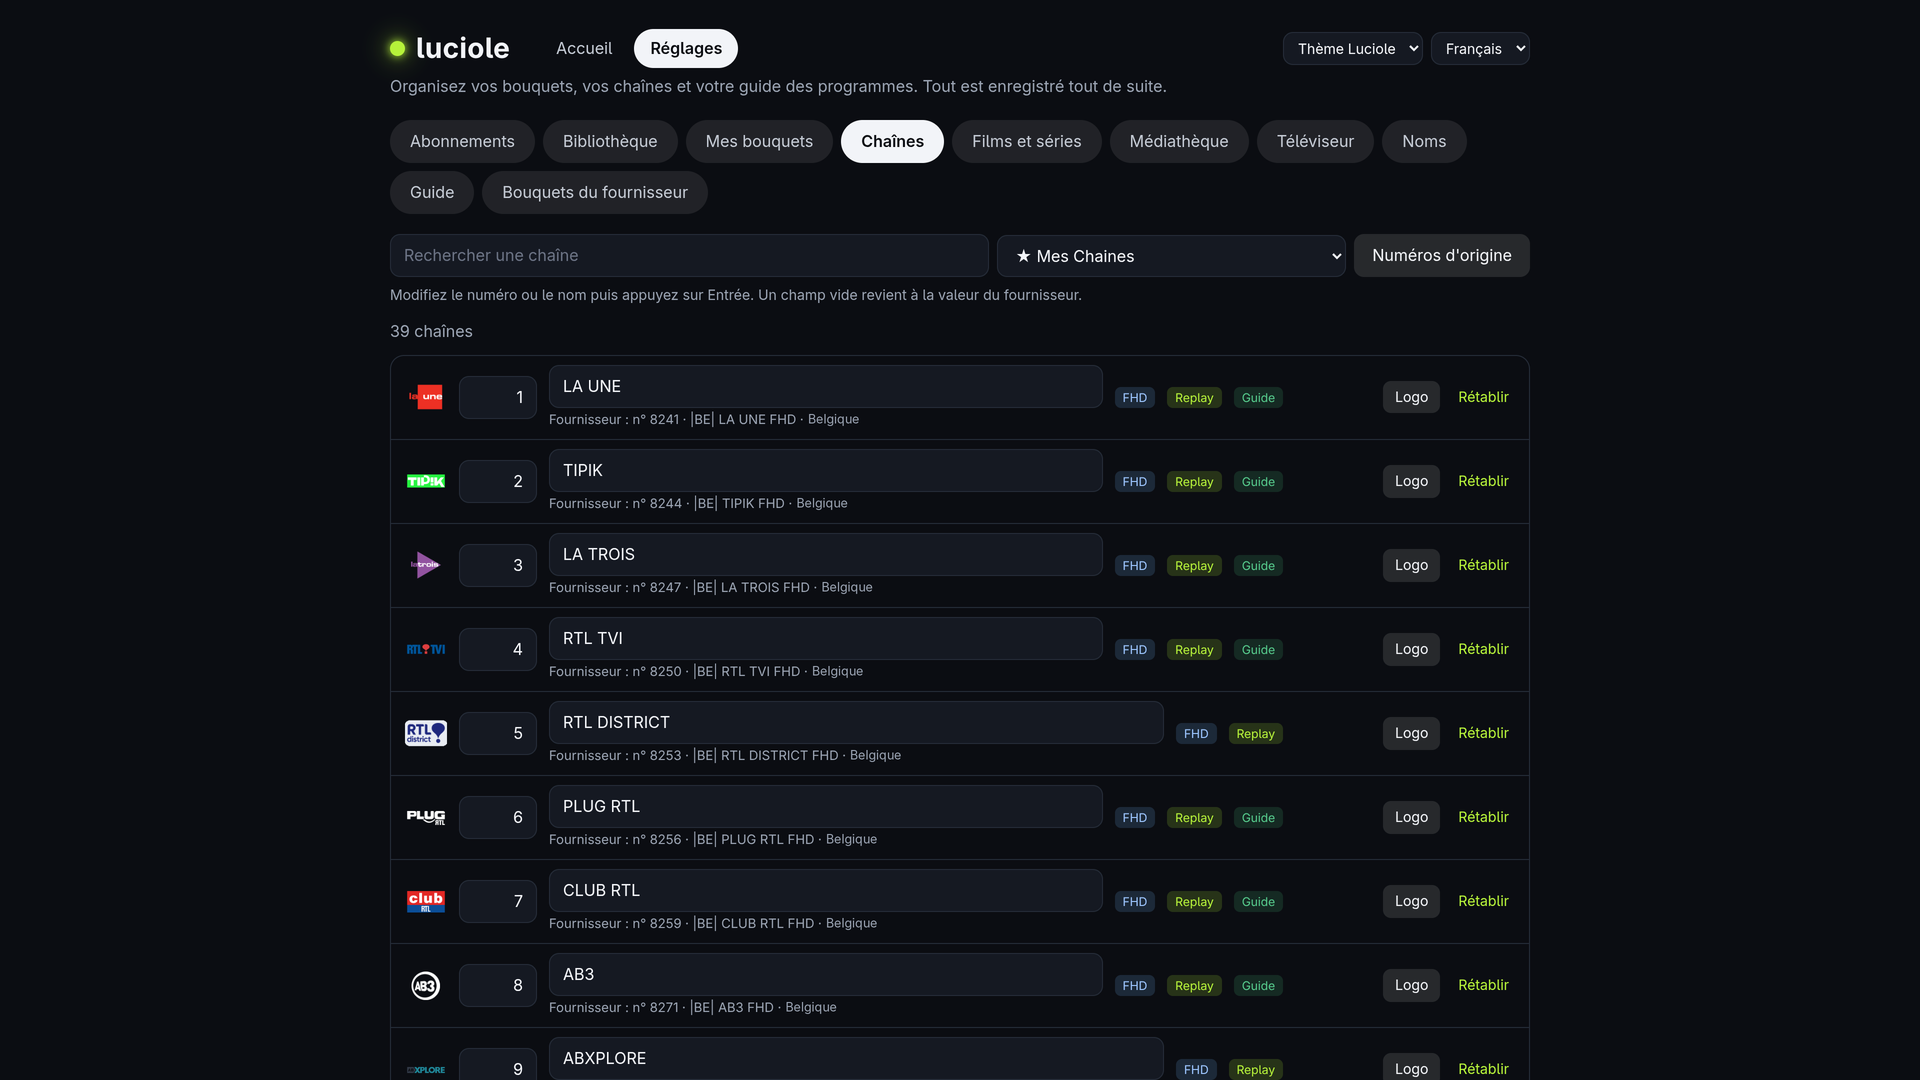 luciole Accueil Réglages Thème Luciole Français
Organisez vos bouquets, vos chaînes et votre guide des programmes. Tout est enregistré tout de suite.
Abonnements Bibliothèque Mes bouquets Chaînes Films et séries Médiathèque Téléviseur Noms
Guide Bouquets du fournisseur
Rechercher une chaîne ★ Mes Chaines Numéros d'origine
Modifiez le numéro ou le nom puis appuyez sur Entrée. Un champ vide revient à la valeur du fournisseur.
39 chaînes
la une 1 LA UNE FHD Replay Guide Logo Rétablir
Fournisseur : n° 8241 · |BE| LA UNE FHD · Belgique
TIPIK 2 TIPIK FHD Replay Guide Logo Rétablir
Fournisseur : n° 8244 · |BE| TIPIK FHD · Belgique
latrois 3 LA TROIS FHD Replay Guide Logo Rétablir
Fournisseur : n° 8247 · |BE| LA TROIS FHD · Belgique
RTL TVI 4 RTL TVI FHD Replay Guide Logo Rétablir
Fournisseur : n° 8250 · |BE| RTL TVI FHD · Belgique
RTL district 5 RTL DISTRICT FHD Replay Logo Rétablir
Fournisseur : n° 8253 · |BE| RTL DISTRICT FHD · Belgique
PLUG RTL 6 PLUG RTL FHD Replay Guide Logo Rétablir
Fournisseur : n° 8256 · |BE| PLUG RTL FHD · Belgique
club RTL 7 CLUB RTL FHD Replay Guide Logo Rétablir
Fournisseur : n° 8259 · |BE| CLUB RTL FHD · Belgique
AB3 8 AB3 FHD Replay Guide Logo Rétablir
Fournisseur : n° 8271 · |BE| AB3 FHD · Belgique
ABXPLORE 9 ABXPLORE FHD Replay Logo Rétablir